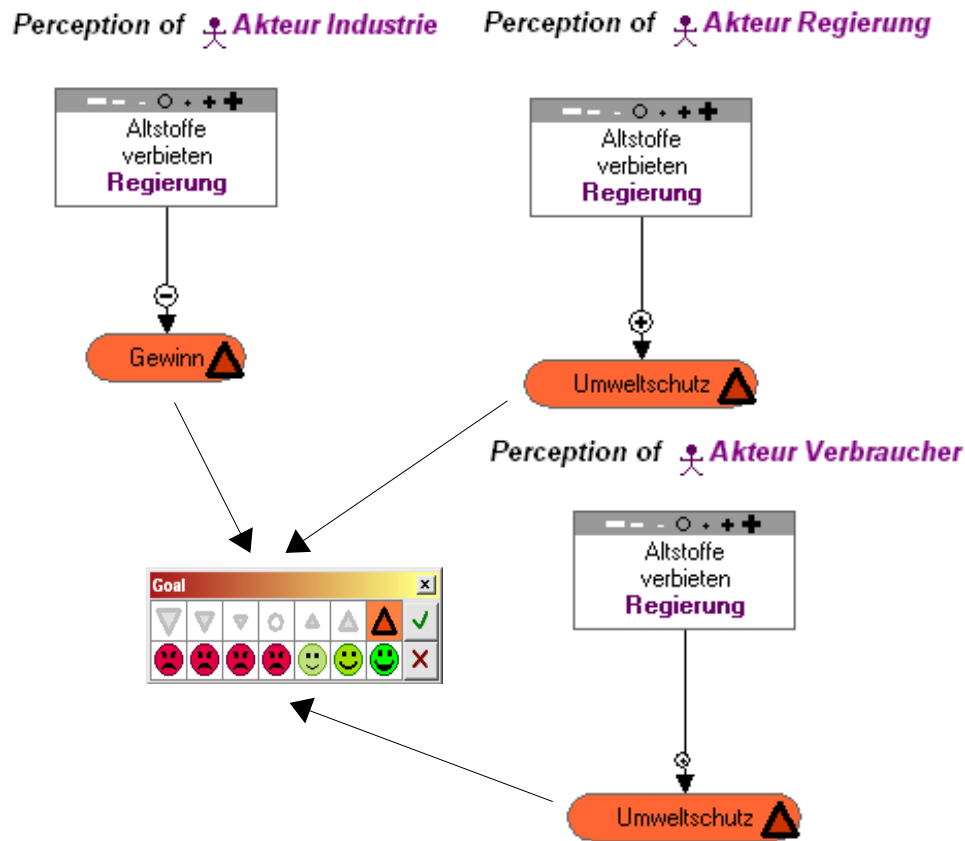 Perception of Akteur Industrie
Altstoffe
verbieten
Regierung
Gewinn
Perception of Akteur Regierung
Altstoffe
verbieten
Regierung
Umweltschutz
Perception of Akteur Verbraucher
Altstoffe
verbieten
Regierung
Umweltschutz
Goal